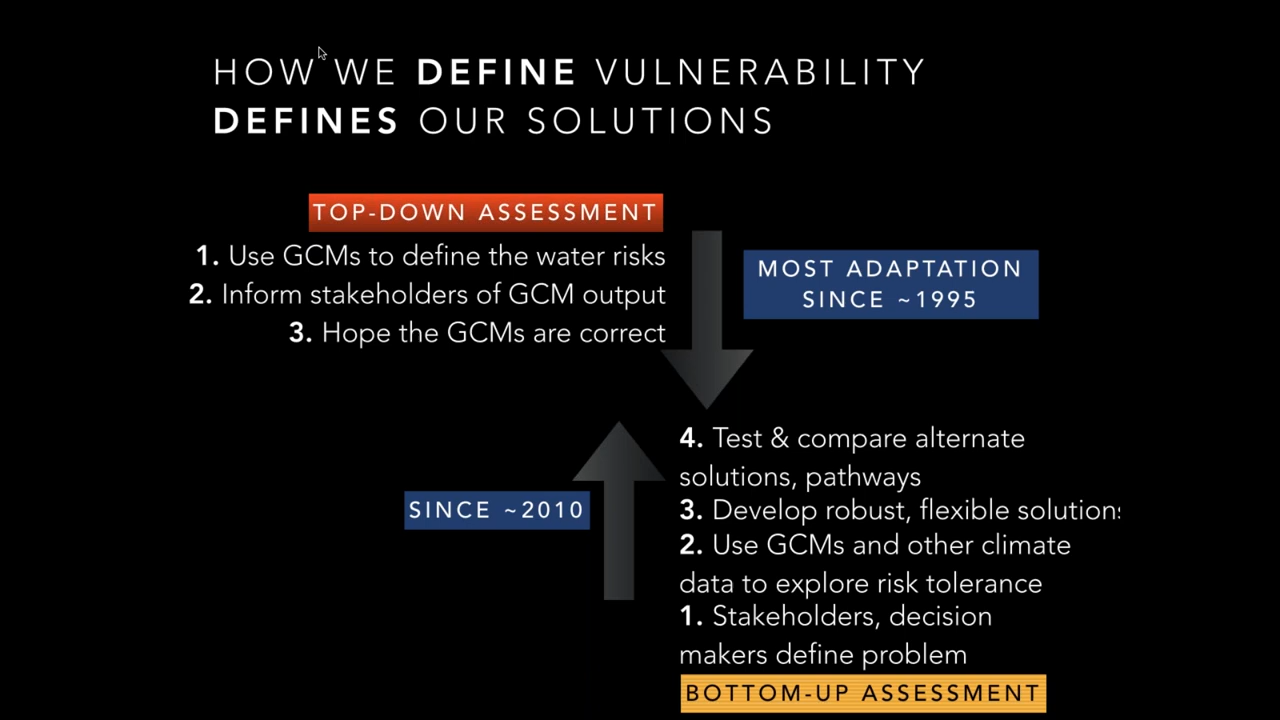 HOW WE DEFINE VULNERABILITY
DEFINES OUR SOLUTIONS
TOP-DOWN ASSESSMENT
1. Use GCMs to define the water risks
2. Inform stakeholders of GCM output
3. Hope the GCMs are correct
MOST ADAPTATION
SINCE ~1995
SINCE ~2010
4. Test & compare alternate
solutions, pathways
3. Develop robust, flexible solutions
2. Use GCMs and other climate
data to explore risk tolerance
1. Stakeholders, decision
makers define problem
BOTTOM-UP ASSESSMENT